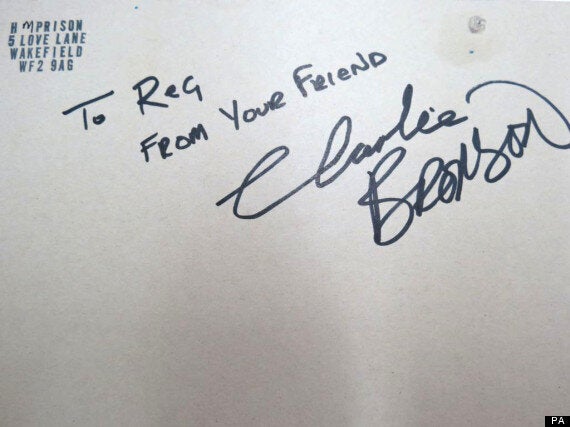 H M PRISON
5 LOVE LANE
WAKEFIELD
WF2 9AG
To ReG
FROM YOUR FRIEND
Charlie
BRONSON
PA